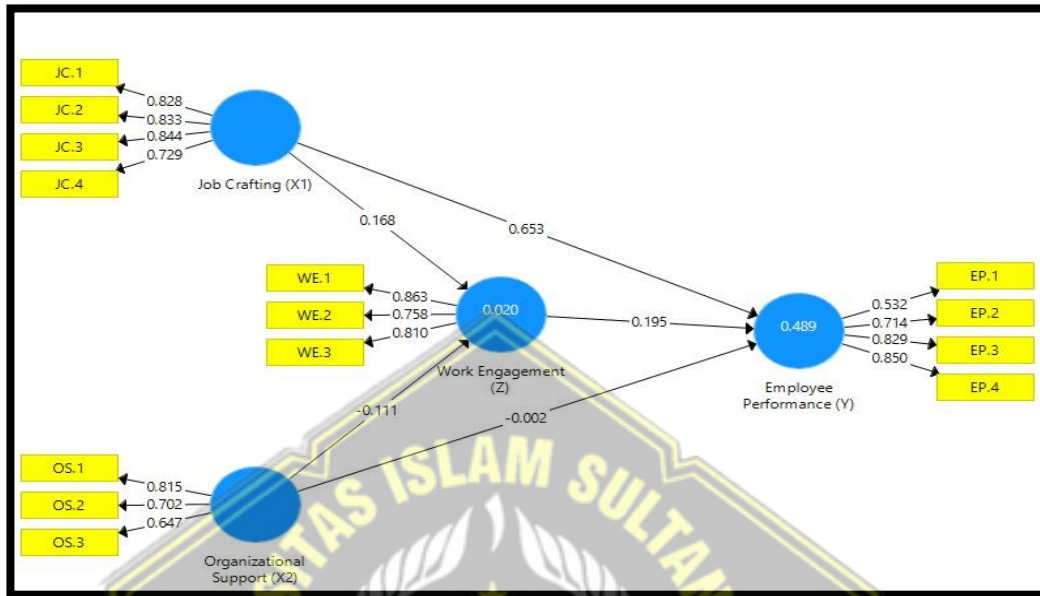 JC.1
JC.2
JC.3
JC.4
0.828
0.833
0.844
0.729
Job Crafting (X1)
0.168
0.653
WE.1
WE.2
WE.3
0.863
0.758
0.810
0.020
Work Engagement
(Z)
0.195
0.489
Employee
Performance (Y)
0.532
0.714
0.829
0.850
EP.1
EP.2
EP.3
EP.4
-0.111
-0.002
OS.1
OS.2
OS.3
0.815
0.702
0.647
Organizational
Support (X2)
ITAS ISLAM SULTAN